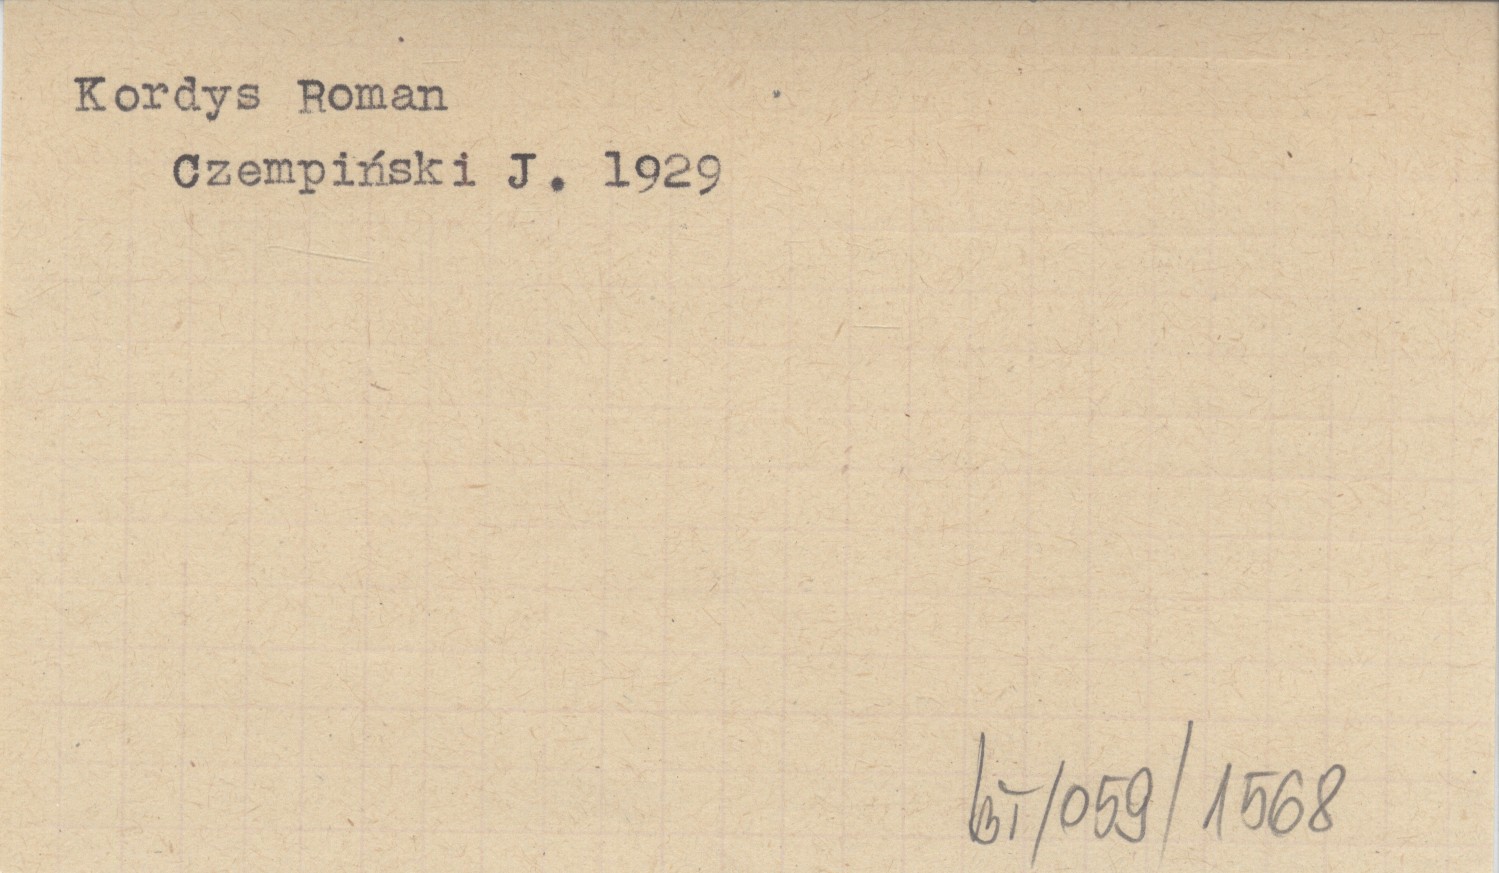 Kordys Roman
Czempiński J. 1929
BT/059/1568